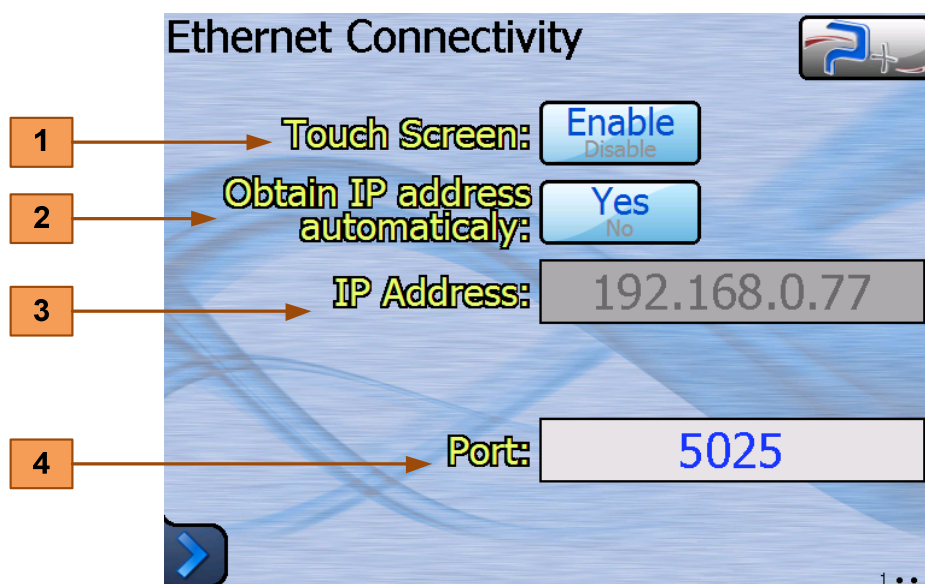 Ethernet Connectivity
1
Touch Screen:
Enable
Disable
2
Obtain IP address
automaticaly:
Yes
No
3
IP Address:
192.168.0.77
4
Port:
5025
1